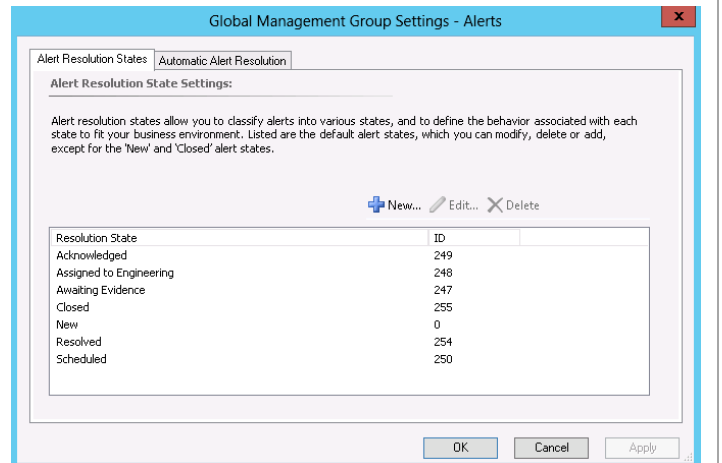 Global Management Group Settings - Alerts
x
Alert Resolution States Automatic Alert Resolution
Alert Resolution State Settings:
Alert resolution states allow you to classify alerts into various states, and to define the behavior associated with each
state to fit your business environment. Listed are the default alert states, which you can modify, delete or add,
except for the 'New' and 'Closed' alert states.
New... Edit... Delete
Resolution State ID
Acknowledged 249
Assigned to Engineering 248
Awaiting Evidence 247
Closed 255
New 0
Resolved 254
Scheduled 250
OK Cancel Apply